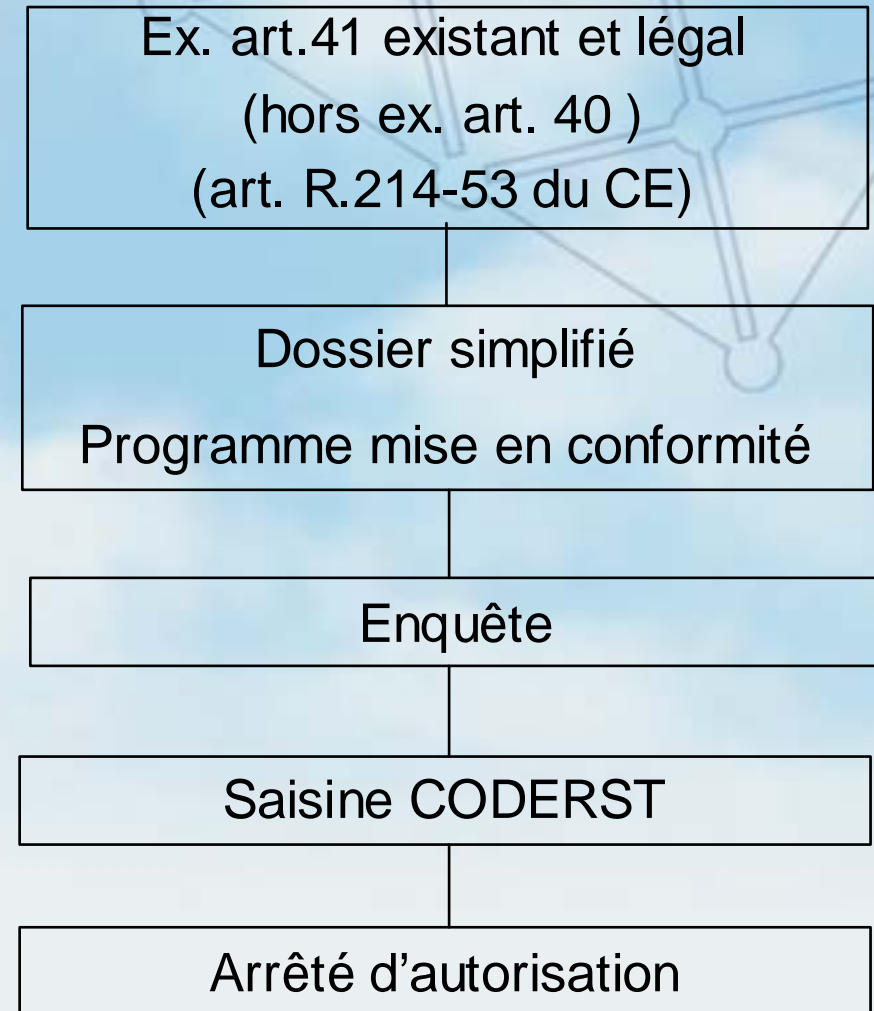 Ex. art.41 existant et légal
(hors ex. art. 40 )
(art. R.214-53 du CE)
Dossier simplifié
Programme mise en conformité
Enquête
Saisine CODERST
Arrêté d’autorisation